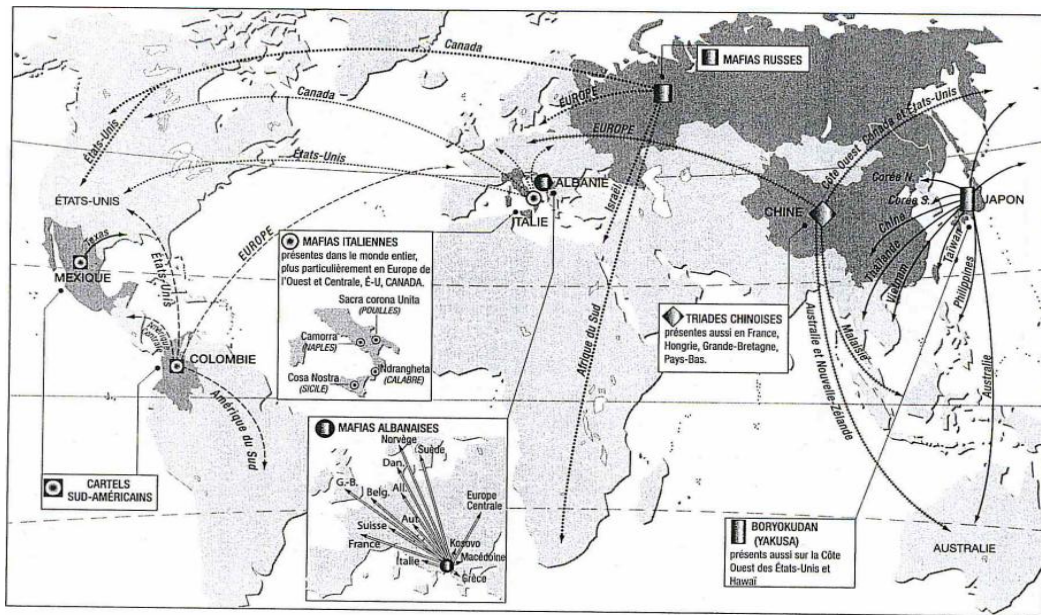 Canada
MAFIAS RUSSES
Canada
EUROPE
États-Unis
EUROPE
Côte Ouest Canada et États-Unis
États-Unis
Corée N.
ÉTATS-UNIS
ALBANIE
Israël
Corée S.
JAPON
ITALIE
CHINE
Chine
Texas
EUROPE
Taïwan
MEXIQUE
États-Unis
Thaïlande
Vietnam
Philippines
MAFIAS ITALIENNES
présentes dans le monde entier,
plus particulièrement en Europe de
l'Ouest et Centrale, É-U, CANADA.
Sacra corona Unita
(POUILLES)
Camorra
(NAPLES)
Ndrangheta
(CALABRE)
Cosa Nostra
(SICILE)
Amérique
centrale
COLOMBIE
Amérique du Sud
Afrique du Sud
TRIADES CHINOISES
présentes aussi en France,
Hongrie, Grande-Bretagne,
Pays-Bas.
Malaisie
Australie et Nouvelle-Zélande
Australie
CARTELS
SUD-AMÉRICAINS
MAFIAS ALBANAISES
Norvège
Suède
Dan.
G.-B.
Belg.
All.
Europe
Centrale
Suisse
Aut.
France
Kosovo
Macédoine
Italie
Grèce
BORYOKUDAN
(YAKUSA)
présents aussi sur la Côte
Ouest des États-Unis et
Hawaï
AUSTRALIE